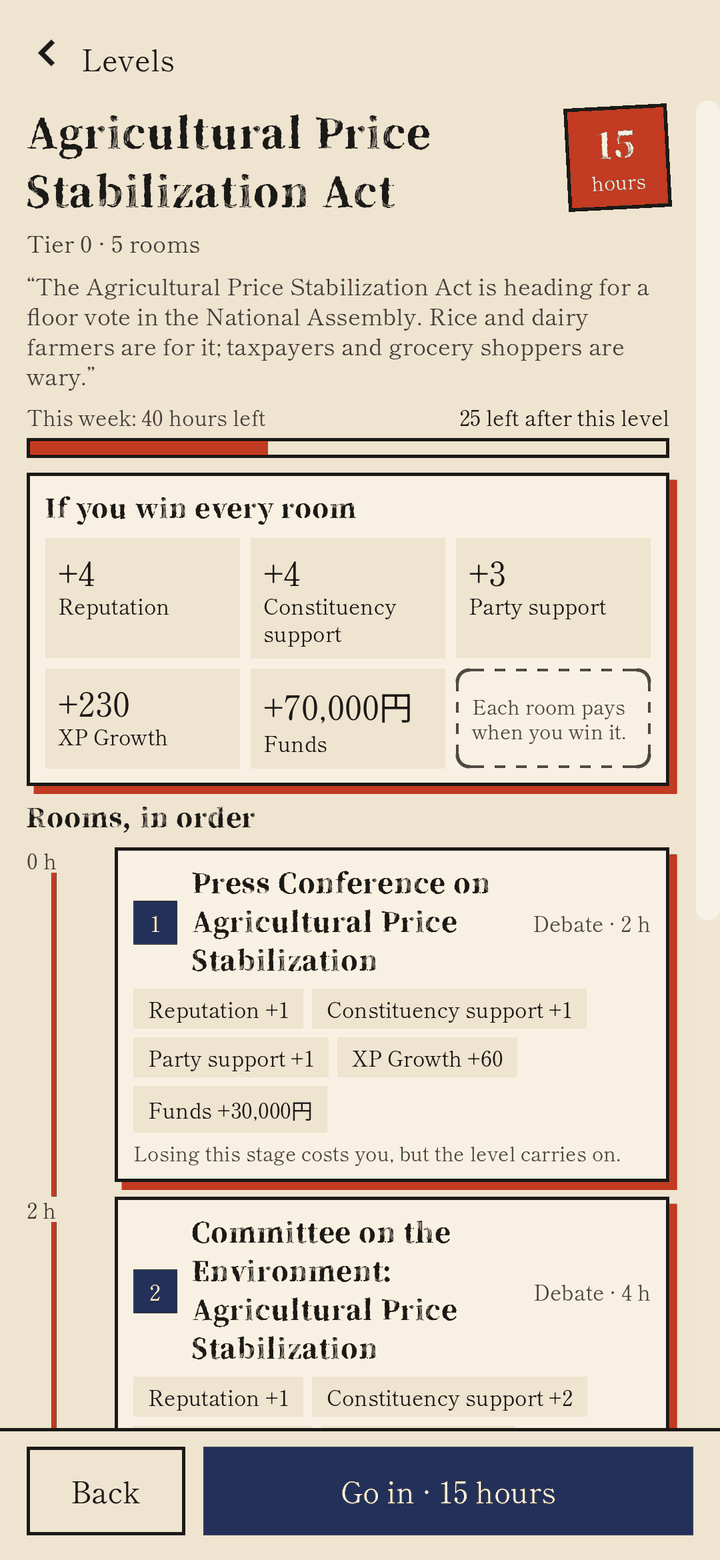 Levels
Agricultural Price
Stabilization Act
15
hours
Tier 0 · 5 rooms
“The Agricultural Price Stabilization Act is heading for a
floor vote in the National Assembly. Rice and dairy
farmers are for it; taxpayers and grocery shoppers are
wary.”
This week: 40 hours left
25 left after this level
If you win every room
+4
Reputation
+4
Constituency
support
+3
Party support
+230
XP Growth
+70,000円
Funds
Each room pays
when you win it.
Rooms, in order
0 h
1
Press Conference on
Agricultural Price
Stabilization
Debate · 2 h
Reputation +1
Constituency support +1
Party support +1
XP Growth +60
Funds +30,000円
Losing this stage costs you, but the level carries on.
2 h
2
Committee on the
Environment:
Agricultural Price
Stabilization
Debate · 4 h
Reputation +1
Constituency support +2
Back
Go in · 15 hours